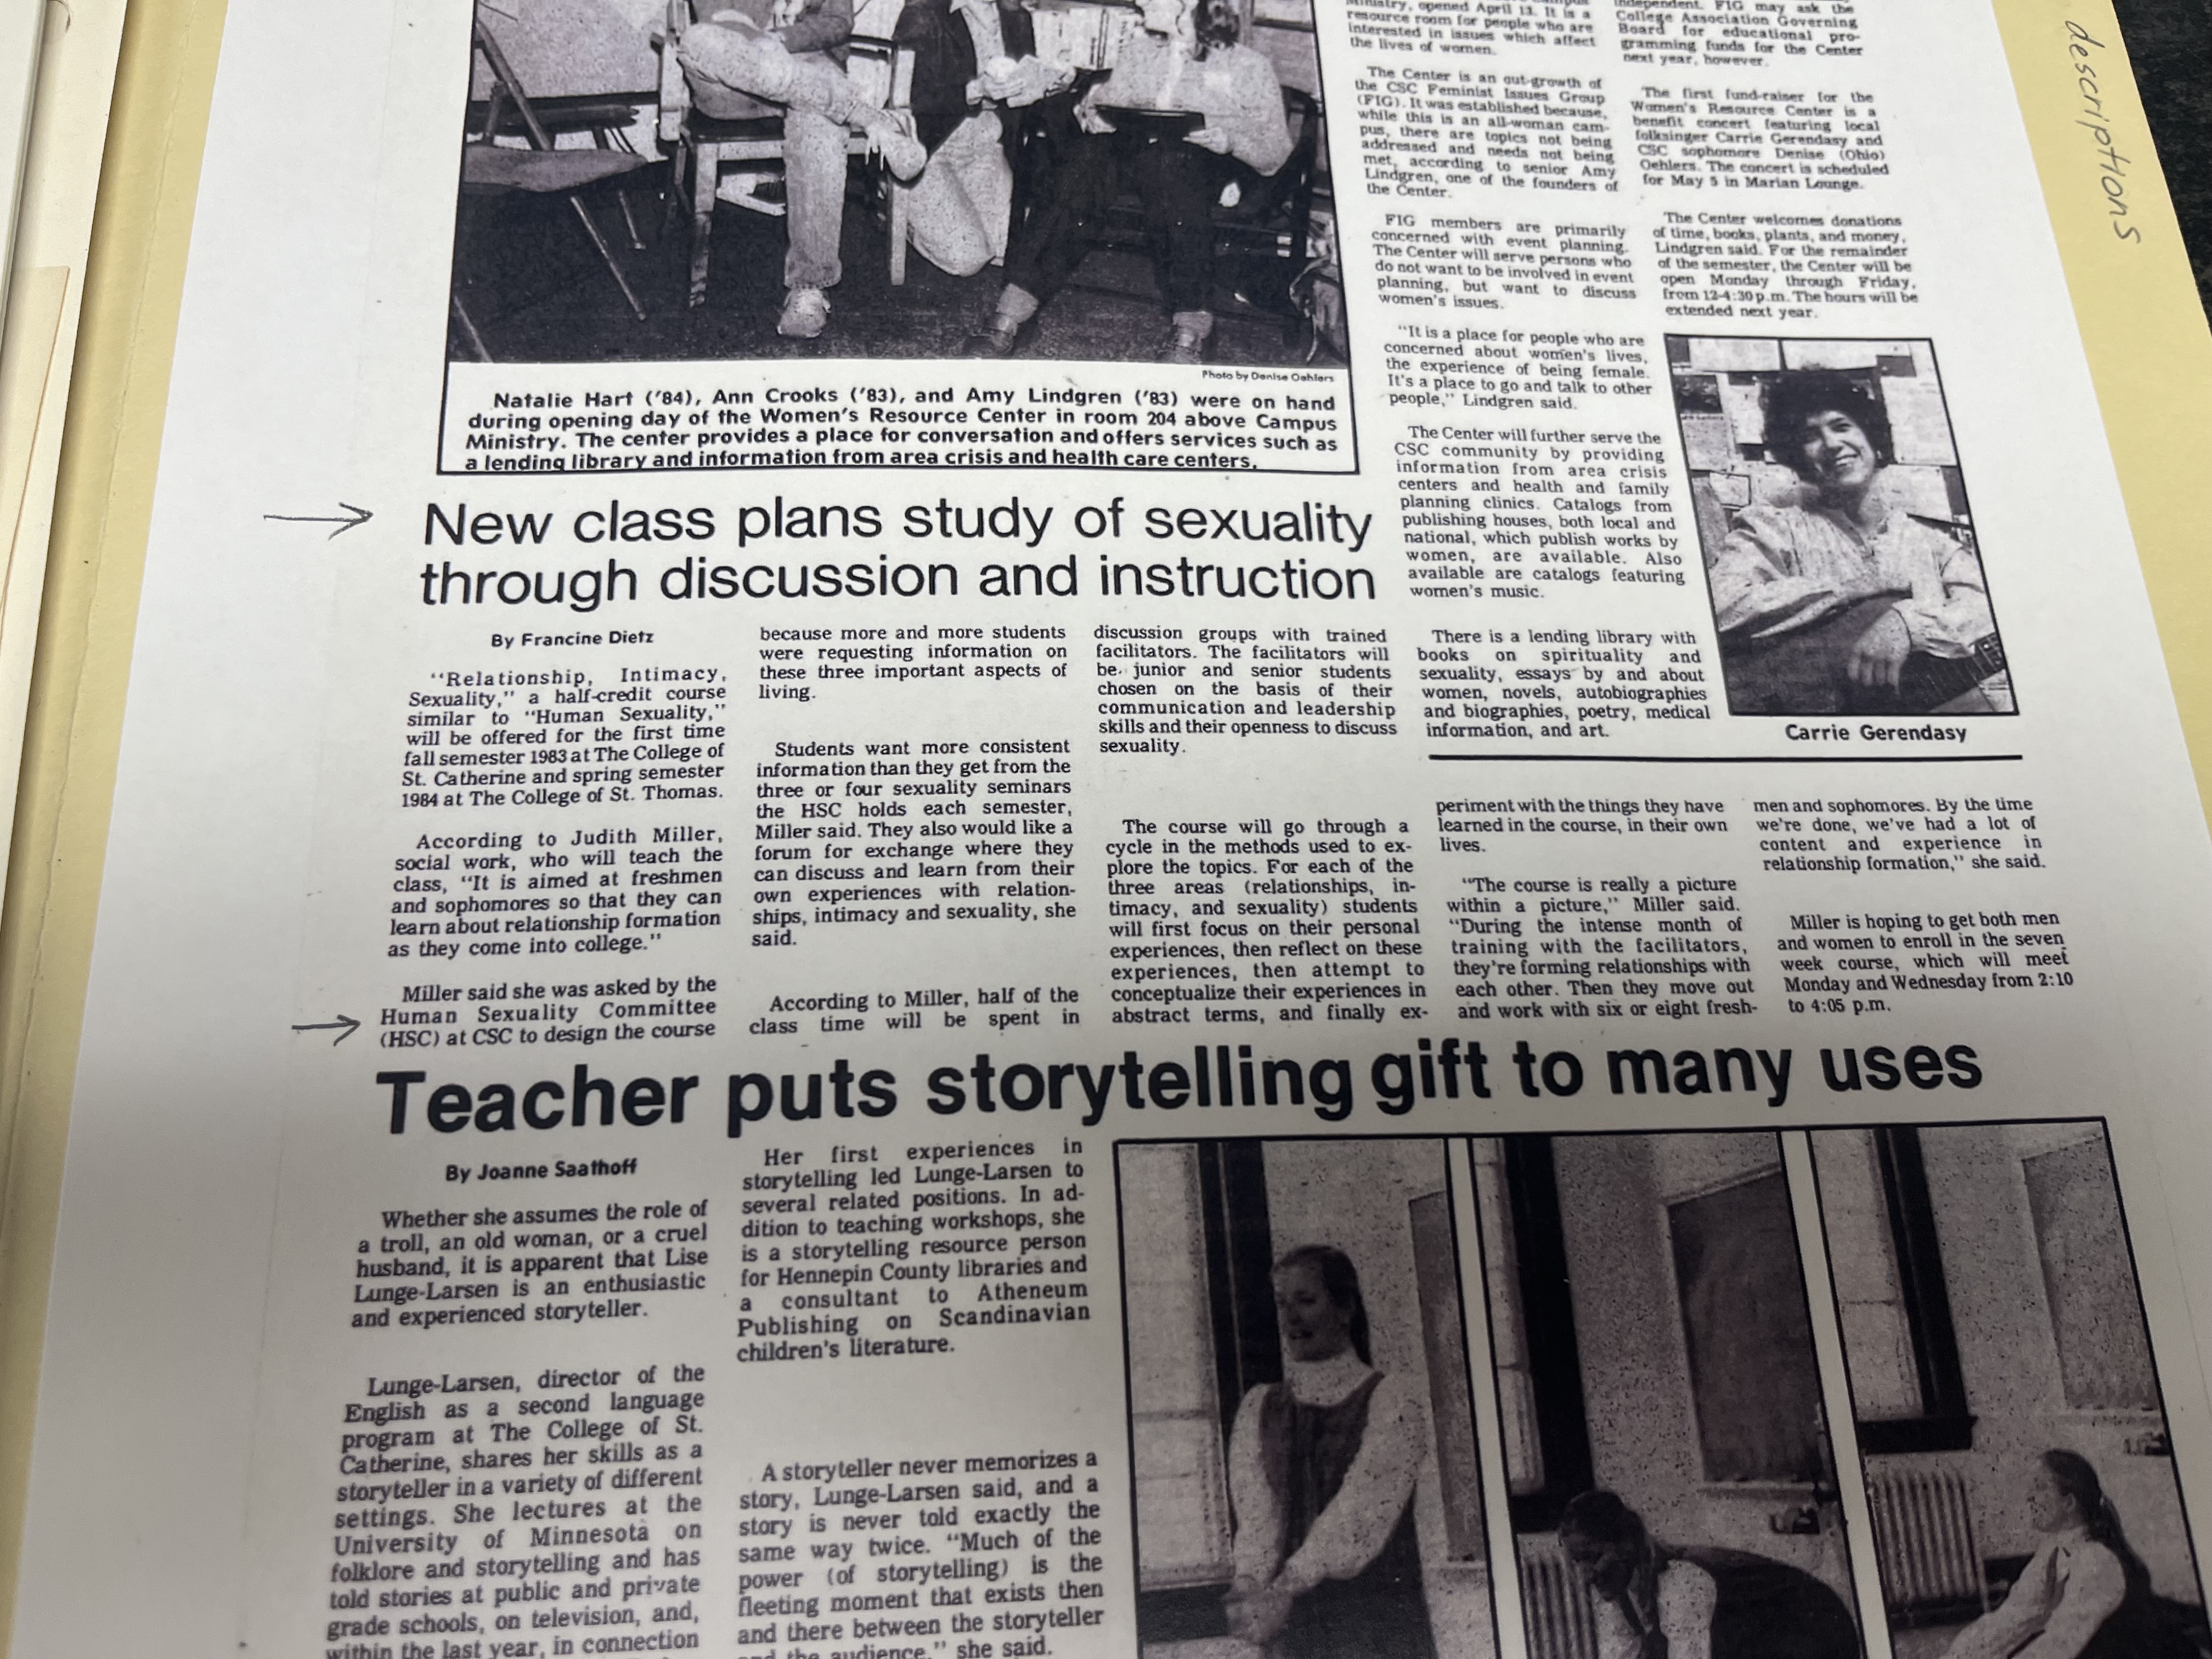 descriptions
Ministry, opened April 13. It is a
resource room for people who are
interested in issues which affect
the lives of women.
The Center is an out-growth of
the CSC Feminist Issues Group
(FIG). It was established because,
while this is an all-woman cam-
pus, there are topics not being
addressed and needs not being
met, according to senior Amy
Lindgren, one of the founders of
the Center.
FIG members are primarily
concerned with event planning.
The Center will serve persons who
do not want to be involved in event
planning, but want to discuss
women's issues.
"It is a place for people who are
concerned about women's lives,
the experience of being female.
It's a place to go and talk to other
people," Lindgren said.
The Center will further serve the
CSC community by providing
information from area crisis
centers and health and family
planning clinics. Catalogs from
publishing houses, both local and
national, which publish works by
women, are available. Also
available are catalogs featuring
women's music.
There is a lending library with
books on spirituality and
sexuality, essays by and about
women, novels, autobiographies
and biographies, poetry, medical
information, and art.
independent. FIG may ask the
College Association Governing
Board for educational pro-
gramming funds for the Center
next year, however.
The first fund-raiser for the
Women's Resource Center is a
benefit concert featuring local
folksinger Carrie Gerendasy and
CSC sophomore Denise (Ohio)
Oehlers. The concert is scheduled
for May 5 in Marian Lounge.
The Center welcomes donations
of time, books, plants, and money,
Lindgren said. For the remainder
of the semester, the Center will be
open Monday through Friday,
from 12-4:30 p.m. The hours will be
extended next year.
Carrie Gerendasy
Photo by Denise Oehlers
Natalie Hart ('84), Ann Crooks ('83), and Amy Lindgren ('83) were on hand
during opening day of the Women's Resource Center in room 204 above Campus
Ministry. The center provides a place for conversation and offers services such as
a lending library and information from area crisis and health care centers.
New class plans study of sexuality
through discussion and instruction
By Francine Dietz
"Relationship, Intimacy,
Sexuality," a half-credit course
similar to "Human Sexuality,"
will be offered for the first time
fall semester 1983 at The College of
St. Catherine and spring semester
1984 at The College of St. Thomas.
According to Judith Miller,
social work, who will teach the
class, "It is aimed at freshmen
and sophomores so that they can
learn about relationship formation
as they come into college."
Miller said she was asked by the
Human Sexuality Committee
(HSC) at CSC to design the course
because more and more students
were requesting information on
these three important aspects of
living.
Students want more consistent
information than they get from the
three or four sexuality seminars
the HSC holds each semester,
Miller said. They also would like a
forum for exchange where they
can discuss and learn from their
own experiences with relation-
ships, intimacy and sexuality, she
said.
According to Miller, half of the
class time will be spent in
discussion groups with trained
facilitators. The facilitators will
be junior and senior students
chosen on the basis of their
communication and leadership
skills and their openness to discuss
sexuality.
The course will go through a
cycle in the methods used to ex-
plore the topics. For each of the
three areas (relationships, in-
timacy, and sexuality) students
will first focus on their personal
experiences, then reflect on these
experiences, then attempt to
conceptualize their experiences in
abstract terms, and finally ex-
periment with the things they have
learned in the course, in their own
lives.
"The course is really a picture
within a picture," Miller said.
"During the intense month of
training with the facilitators,
they're forming relationships with
each other. Then they move out
and work with six or eight fresh-
men and sophomores. By the time
we're done, we've had a lot of
content and experience in
relationship formation," she said.
Miller is hoping to get both men
and women to enroll in the seven
week course, which will meet
Monday and Wednesday from 2:10
to 4:05 p.m.
Teacher puts storytelling gift to many uses
By Joanne Saathoff
Whether she assumes the role of
a troll, an old woman, or a cruel
husband, it is apparent that Lise
Lunge-Larsen is an enthusiastic
and experienced storyteller.
Lunge-Larsen, director of the
English as a second language
program at The College of St.
Catherine, shares her skills as a
storyteller in a variety of different
settings. She lectures at the
University of Minnesota on
folklore and storytelling and has
told stories at public and private
grade schools, on television, and,
within the last year, in connection
Her first experiences in
storytelling led Lunge-Larsen to
several related positions. In ad-
dition to teaching workshops, she
is a storytelling resource person
for Hennepin County libraries and
a consultant to Atheneum
Publishing on Scandinavian
children's literature.
A storyteller never memorizes a
story, Lunge-Larsen said, and a
story is never told exactly the
same way twice. "Much of the
power (of storytelling) is the
fleeting moment that exists then
and there between the storyteller
and the audience," she said.